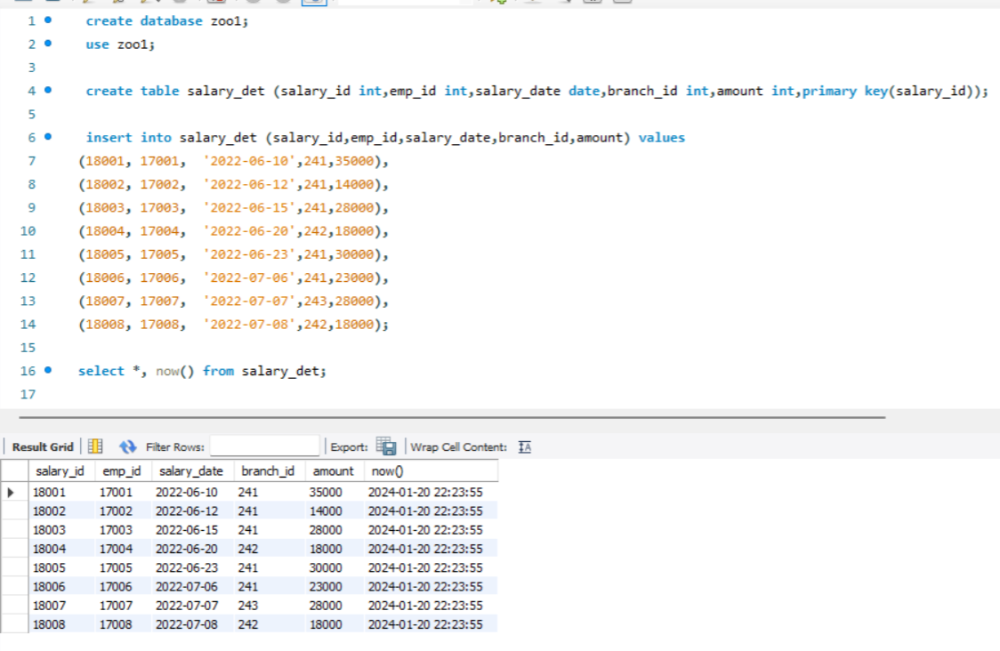 1 create database zoo1;
2 use zoo1;
3
4 create table salary_det (salary_id int,emp_id int,salary_date date,branch_id int,amount int,primary key(salary_id));
5
6 insert into salary_det (salary_id,emp_id,salary_date,branch_id,amount) values
7 (18001, 17001,  '2022-06-10',241,35000),
8 (18002, 17002,  '2022-06-12',241,14000),
9 (18003, 17003,  '2022-06-15',241,28000),
10 (18004, 17004,  '2022-06-20',242,18000),
11 (18005, 17005,  '2022-06-23',241,30000),
12 (18006, 17006,  '2022-07-06',241,23000),
13 (18007, 17007,  '2022-07-07',243,28000),
14 (18008, 17008,  '2022-07-08',242,18000);
15
16 select *, now() from salary_det;
17
Result Grid Filter Rows: Export: Wrap Cell Content: IA
salary_id emp_id salary_date branch_id amount now()
18001 17001 2022-06-10 241 35000 2024-01-20 22:23:55
18002 17002 2022-06-12 241 14000 2024-01-20 22:23:55
18003 17003 2022-06-15 241 28000 2024-01-20 22:23:55
18004 17004 2022-06-20 242 18000 2024-01-20 22:23:55
18005 17005 2022-06-23 241 30000 2024-01-20 22:23:55
18006 17006 2022-07-06 241 23000 2024-01-20 22:23:55
18007 17007 2022-07-07 243 28000 2024-01-20 22:23:55
18008 17008 2022-07-08 242 18000 2024-01-20 22:23:55